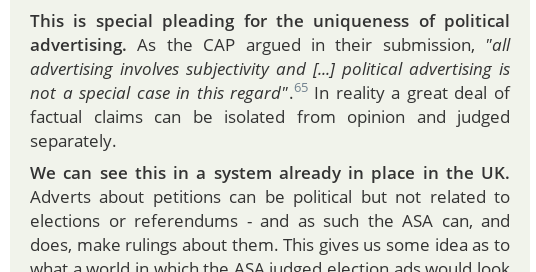 This is special pleading for the uniqueness of political
advertising. As the CAP argued in their submission, "all
advertising involves subjectivity and [...] political advertising is
not a special case in this regard".65 In reality a great deal of
factual claims can be isolated from opinion and judged
separately.
We can see this in a system already in place in the UK.
Adverts about petitions can be political but not related to
elections or referendums - and as such the ASA can, and
does, make rulings about them. This gives us some idea as to
what a world in which the ASA judged election ads would look